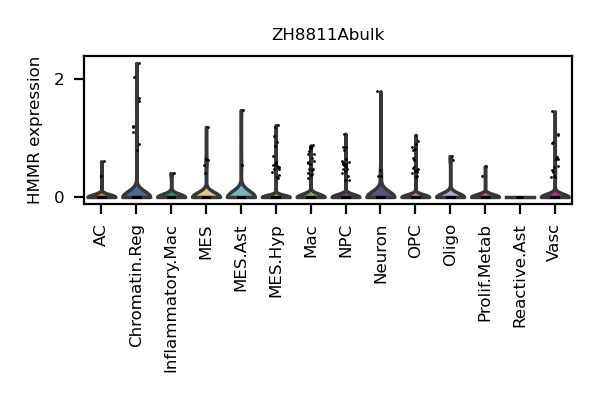 ZH8811Abulk
HMMR expression
2
0
AC
Chromatin.Reg
Inflammatory.Mac
MES
MES.Ast
MES.Hyp
Mac
NPC
Neuron
OPC
Oligo
Prolif.Metab
Reactive.Ast
Vasc